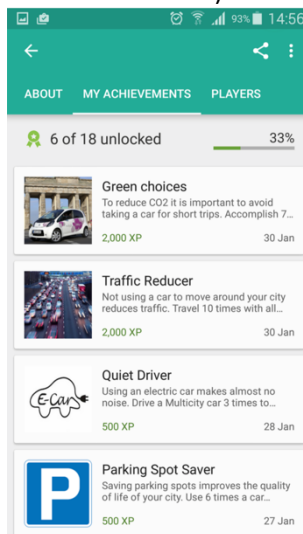 93% 14:56
ABOUT MY ACHIEVEMENTS PLAYERS
6 of 18 unlocked 33%
Green choices
To reduce CO2 it is important to avoid
taking a car for short trips. Accomplish 7...
2,000 XP 30 Jan
Traffic Reducer
Not using a car to move around your city
reduces traffic. Travel 10 times with all...
2,000 XP 30 Jan
E-Car
Quiet Driver
Using an electric car makes almost no
noise. Drive a Multicity car 3 times to...
500 XP 28 Jan
P
Parking Spot Saver
Saving parking spots improves the quality
of life of your city. Use 6 times a car...
500 XP 27 Jan